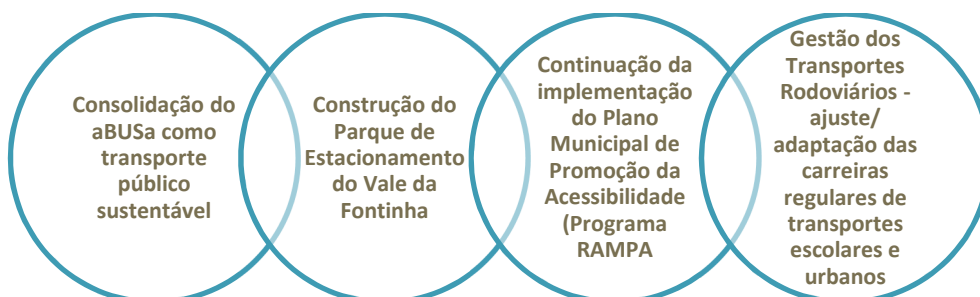 Consolidação do
aBUSa como
transporte
público
sustentável
Construção do
Parque de
Estacionamento
do Vale da
Fontinha
Continuação da
implementação
do Plano
Municipal de
Promoção da
Acessibilidade
(Programa
RAMPA
Gestão dos
Transportes
Rodoviários -
ajuste/
adaptação das
carreiras
regulares de
transportes
escolares e
urbanos